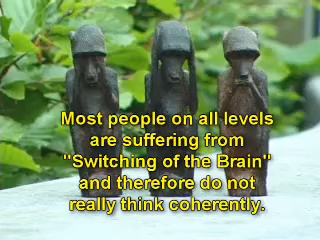 Most people on all levels
are suffering from
"Switching of the Brain"
and therefore do not
really think coherently.